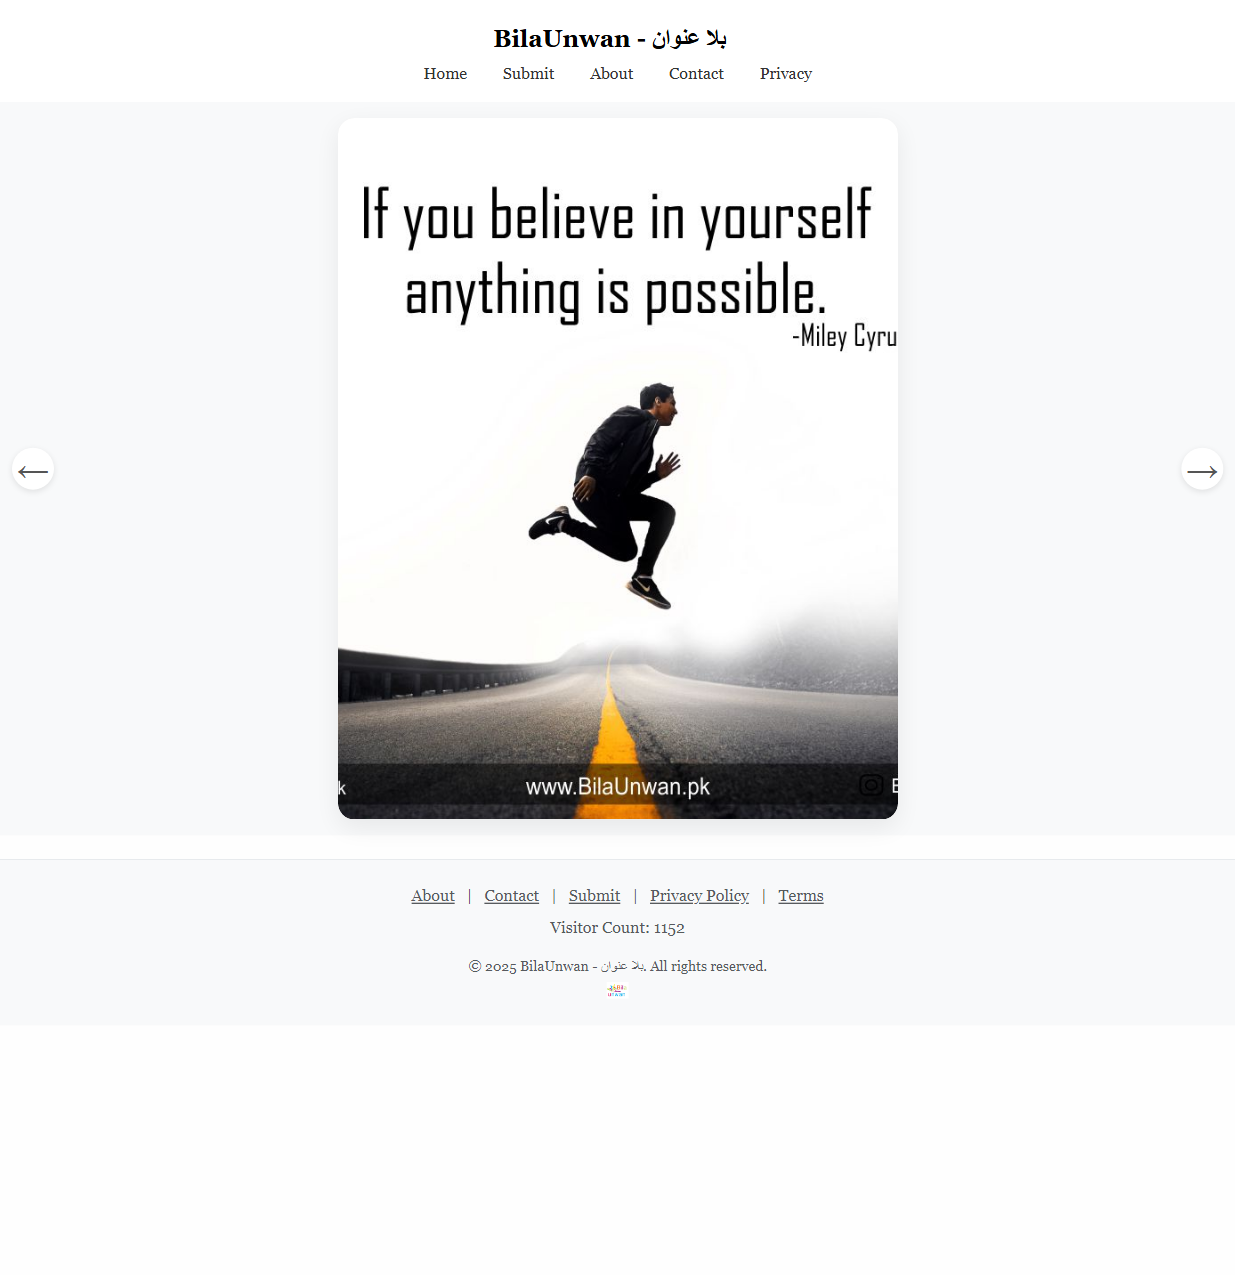 BilaUnwan - بلا عنوان
Home Submit About Contact Privacy
If you believe in yourself
anything is possible.
-Miley Cyru
←
→
k www.BilaUnwan.pk
About | Contact | Submit | Privacy Policy | Terms
Visitor Count: 1152
© 2025 BilaUnwan - بلا عنوان. All rights reserved.